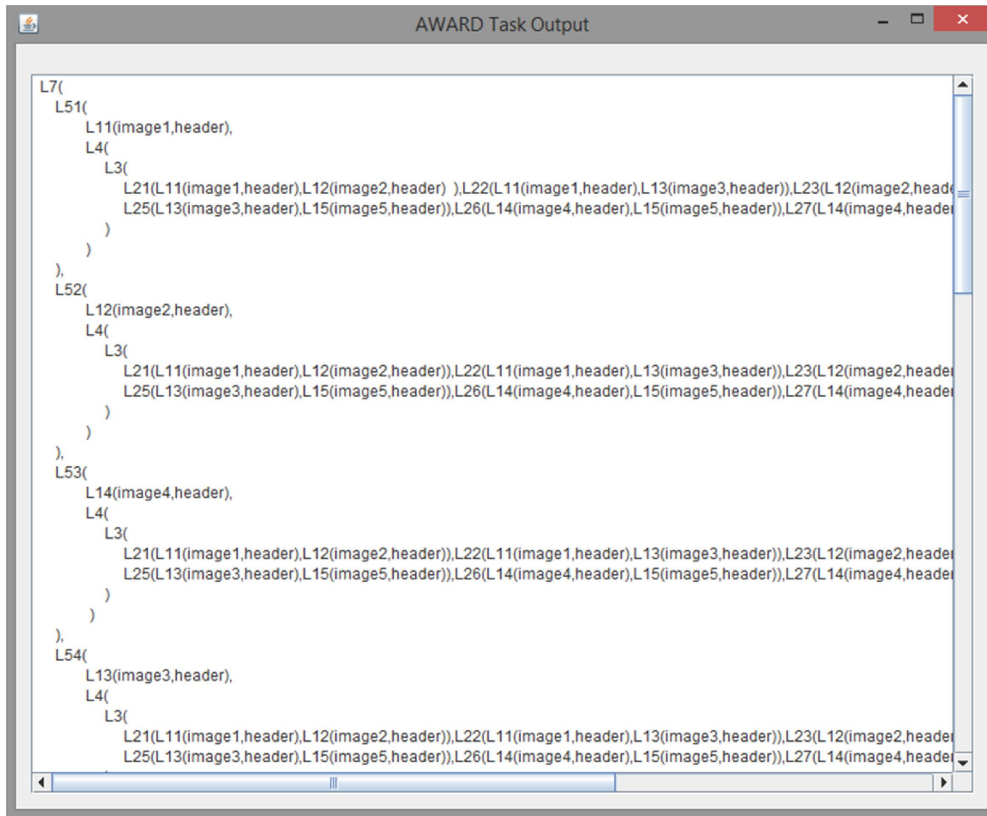 AWARD Task Output
L7(
L51(
L11(image1,header),
L4(
L3(
L21(L11(image1,header),L12(image2,header)  ),L22(L11(image1,header),L13(image3,header)),L23(L12(image2,heade
L25(L13(image3,header),L15(image5,header)),L26(L14(image4,header),L15(image5,header)),L27(L14(image4,header
)
)
),
L52(
L12(image2,header),
L4(
L3(
L21(L11(image1,header),L12(image2,header)),L22(L11(image1,header),L13(image3,header)),L23(L12(image2,header
L25(L13(image3,header),L15(image5,header)),L26(L14(image4,header),L15(image5,header)),L27(L14(image4,header
)
)
),
L53(
L14(image4,header),
L4(
L3(
L21(L11(image1,header),L12(image2,header)),L22(L11(image1,header),L13(image3,header)),L23(L12(image2,header
L25(L13(image3,header),L15(image5,header)),L26(L14(image4,header),L15(image5,header)),L27(L14(image4,header
)
)
),
L54(
L13(image3,header),
L4(
L3(
L21(L11(image1,header),L12(image2,header)),L22(L11(image1,header),L13(image3,header)),L23(L12(image2,header
L25(L13(image3,header),L15(image5,header)),L26(L14(image4,header),L15(image5,header)),L27(L14(image4,header